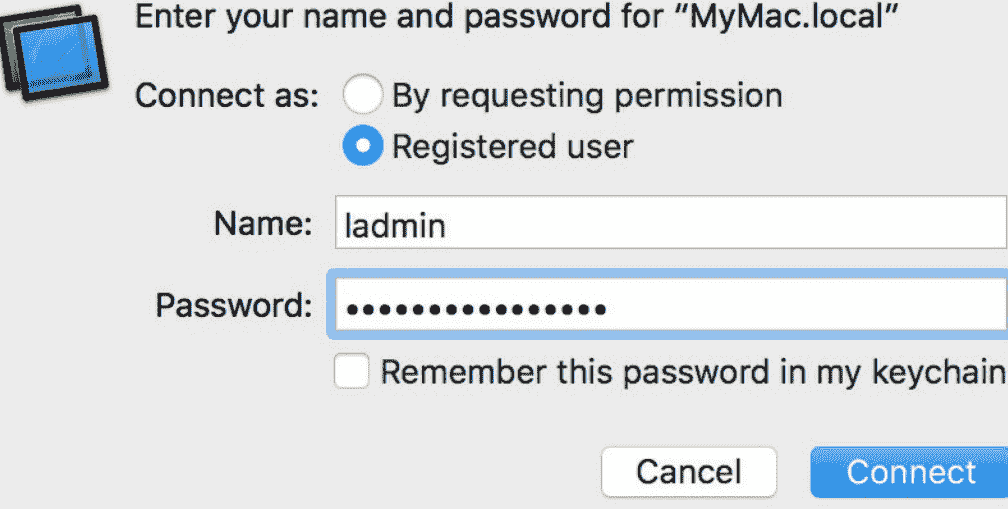 Enter your name and password for “MyMac.local”
Connect as: By requesting permission
Registered user
Name: ladmin
Password: ••••••••••••••••
Remember this password in my keychain
Cancel Connect